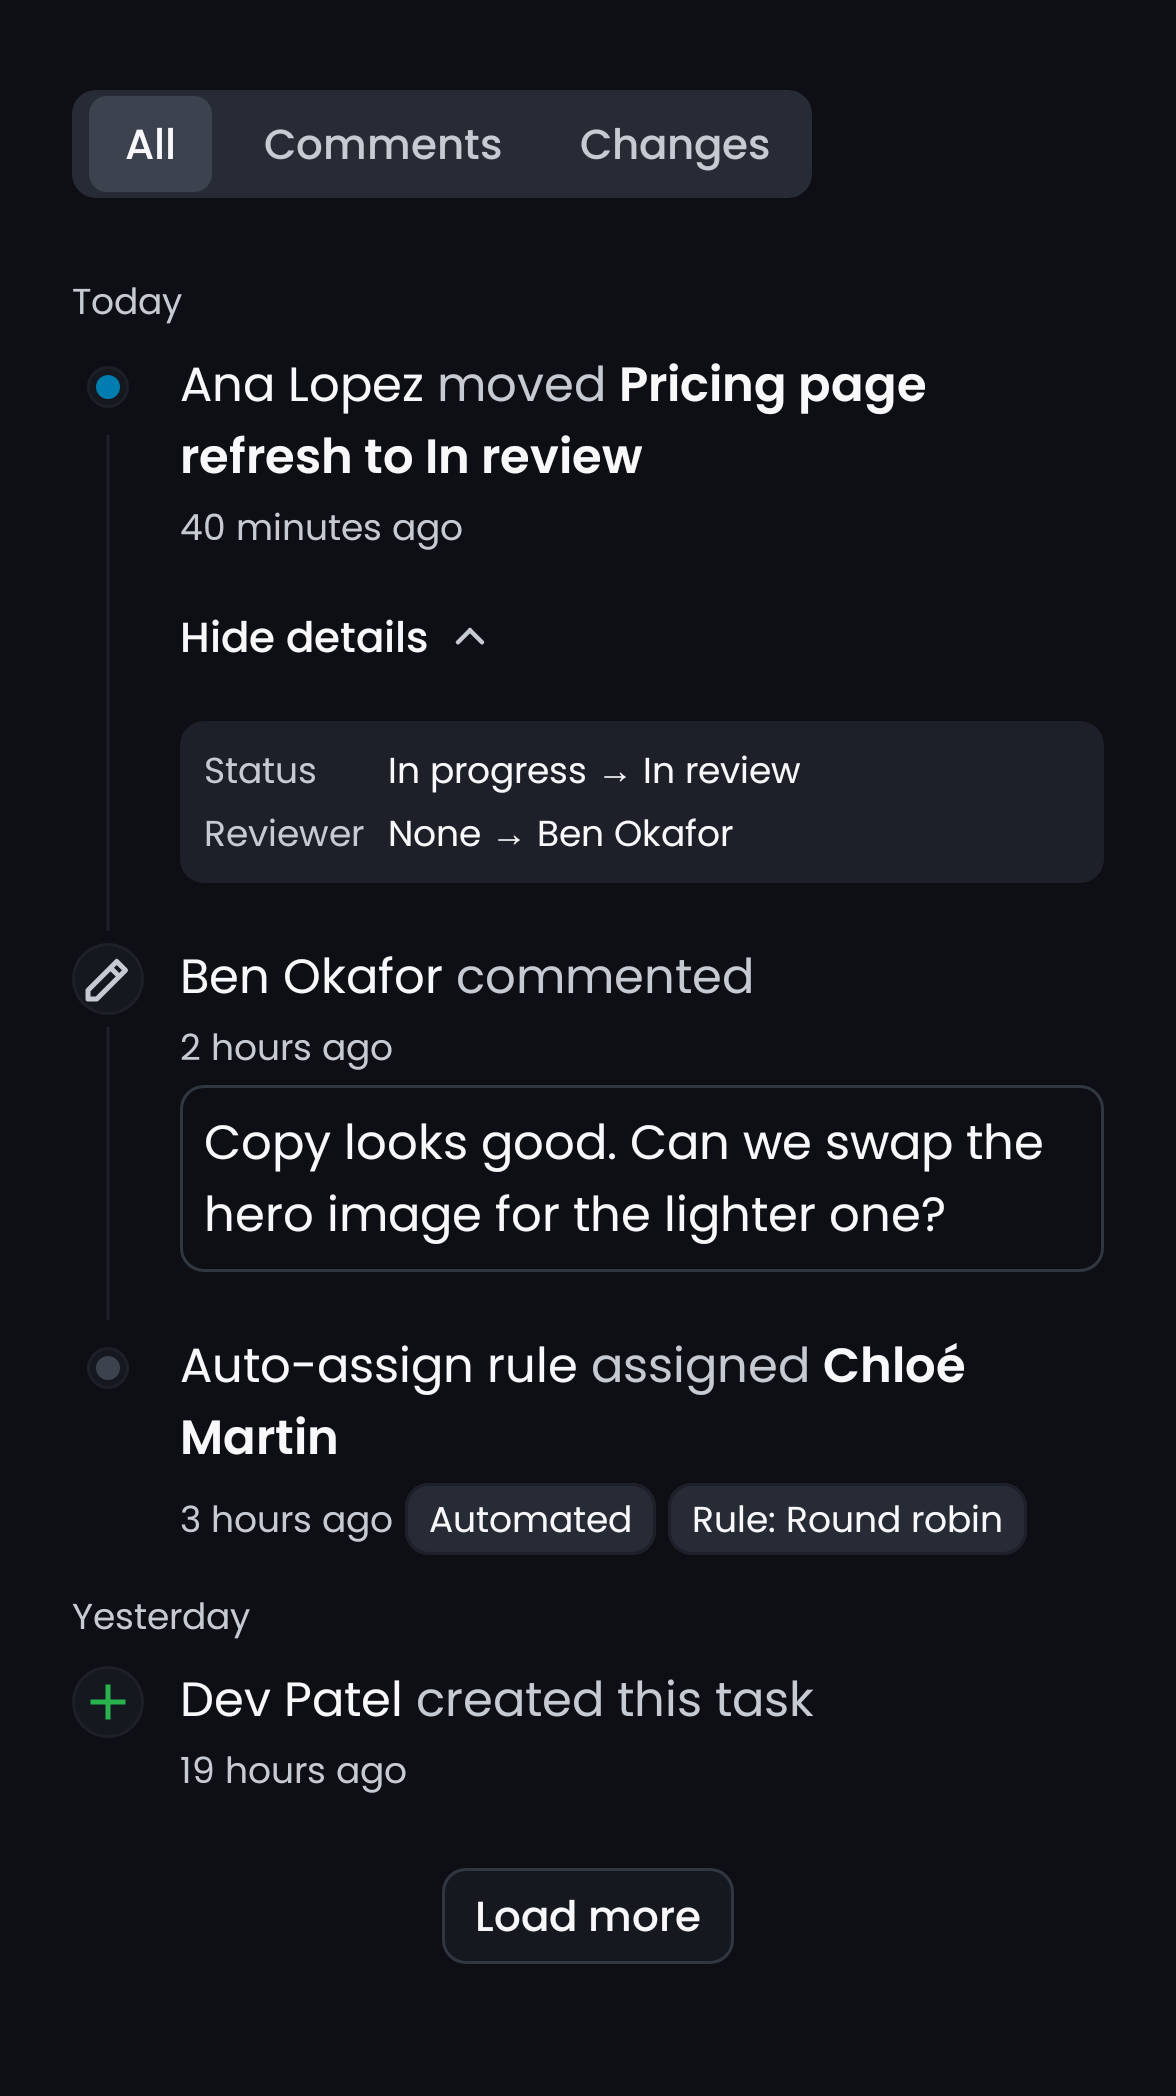 All Comments Changes
Today
Ana Lopez moved Pricing page
refresh to In review
40 minutes ago
Hide details
Status In progress → In review
Reviewer None → Ben Okafor
Ben Okafor commented
2 hours ago
Copy looks good. Can we swap the
hero image for the lighter one?
Auto-assign rule assigned Chloé
Martin
3 hours ago Automated Rule: Round robin
Yesterday
Dev Patel created this task
19 hours ago
Load more